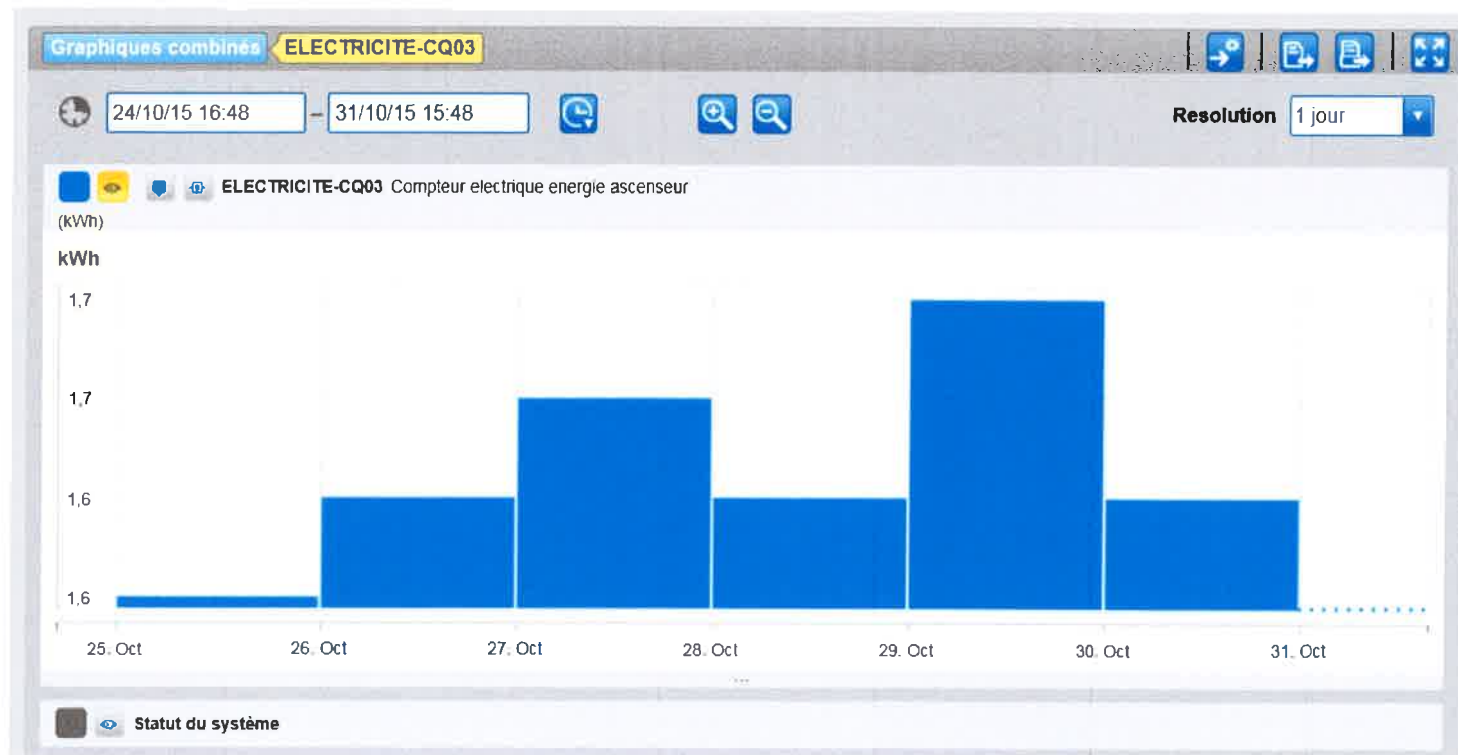 Graphiques combinés ELECTRICITE-CQ03
24/10/15 16:48 – 31/10/15 15:48 Resolution 1 jour
ELECTRICITE-CQ03 Compteur electrique energie ascenseur
(kWh)
kWh
1,7
1,7
1,6
1,6
25. Oct 26. Oct 27. Oct 28. Oct 29. Oct 30. Oct 31. Oct
...
Statut du système